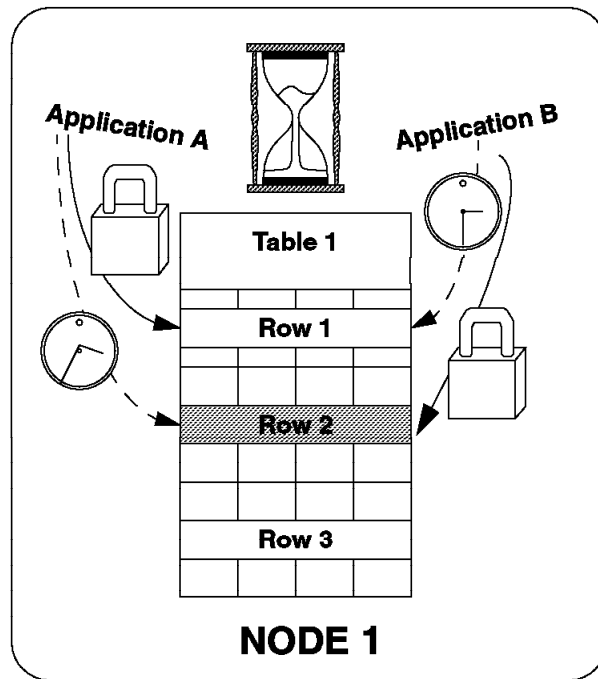 Application A
Application B
Table 1
Row 1
Row 2
Row 3
NODE 1